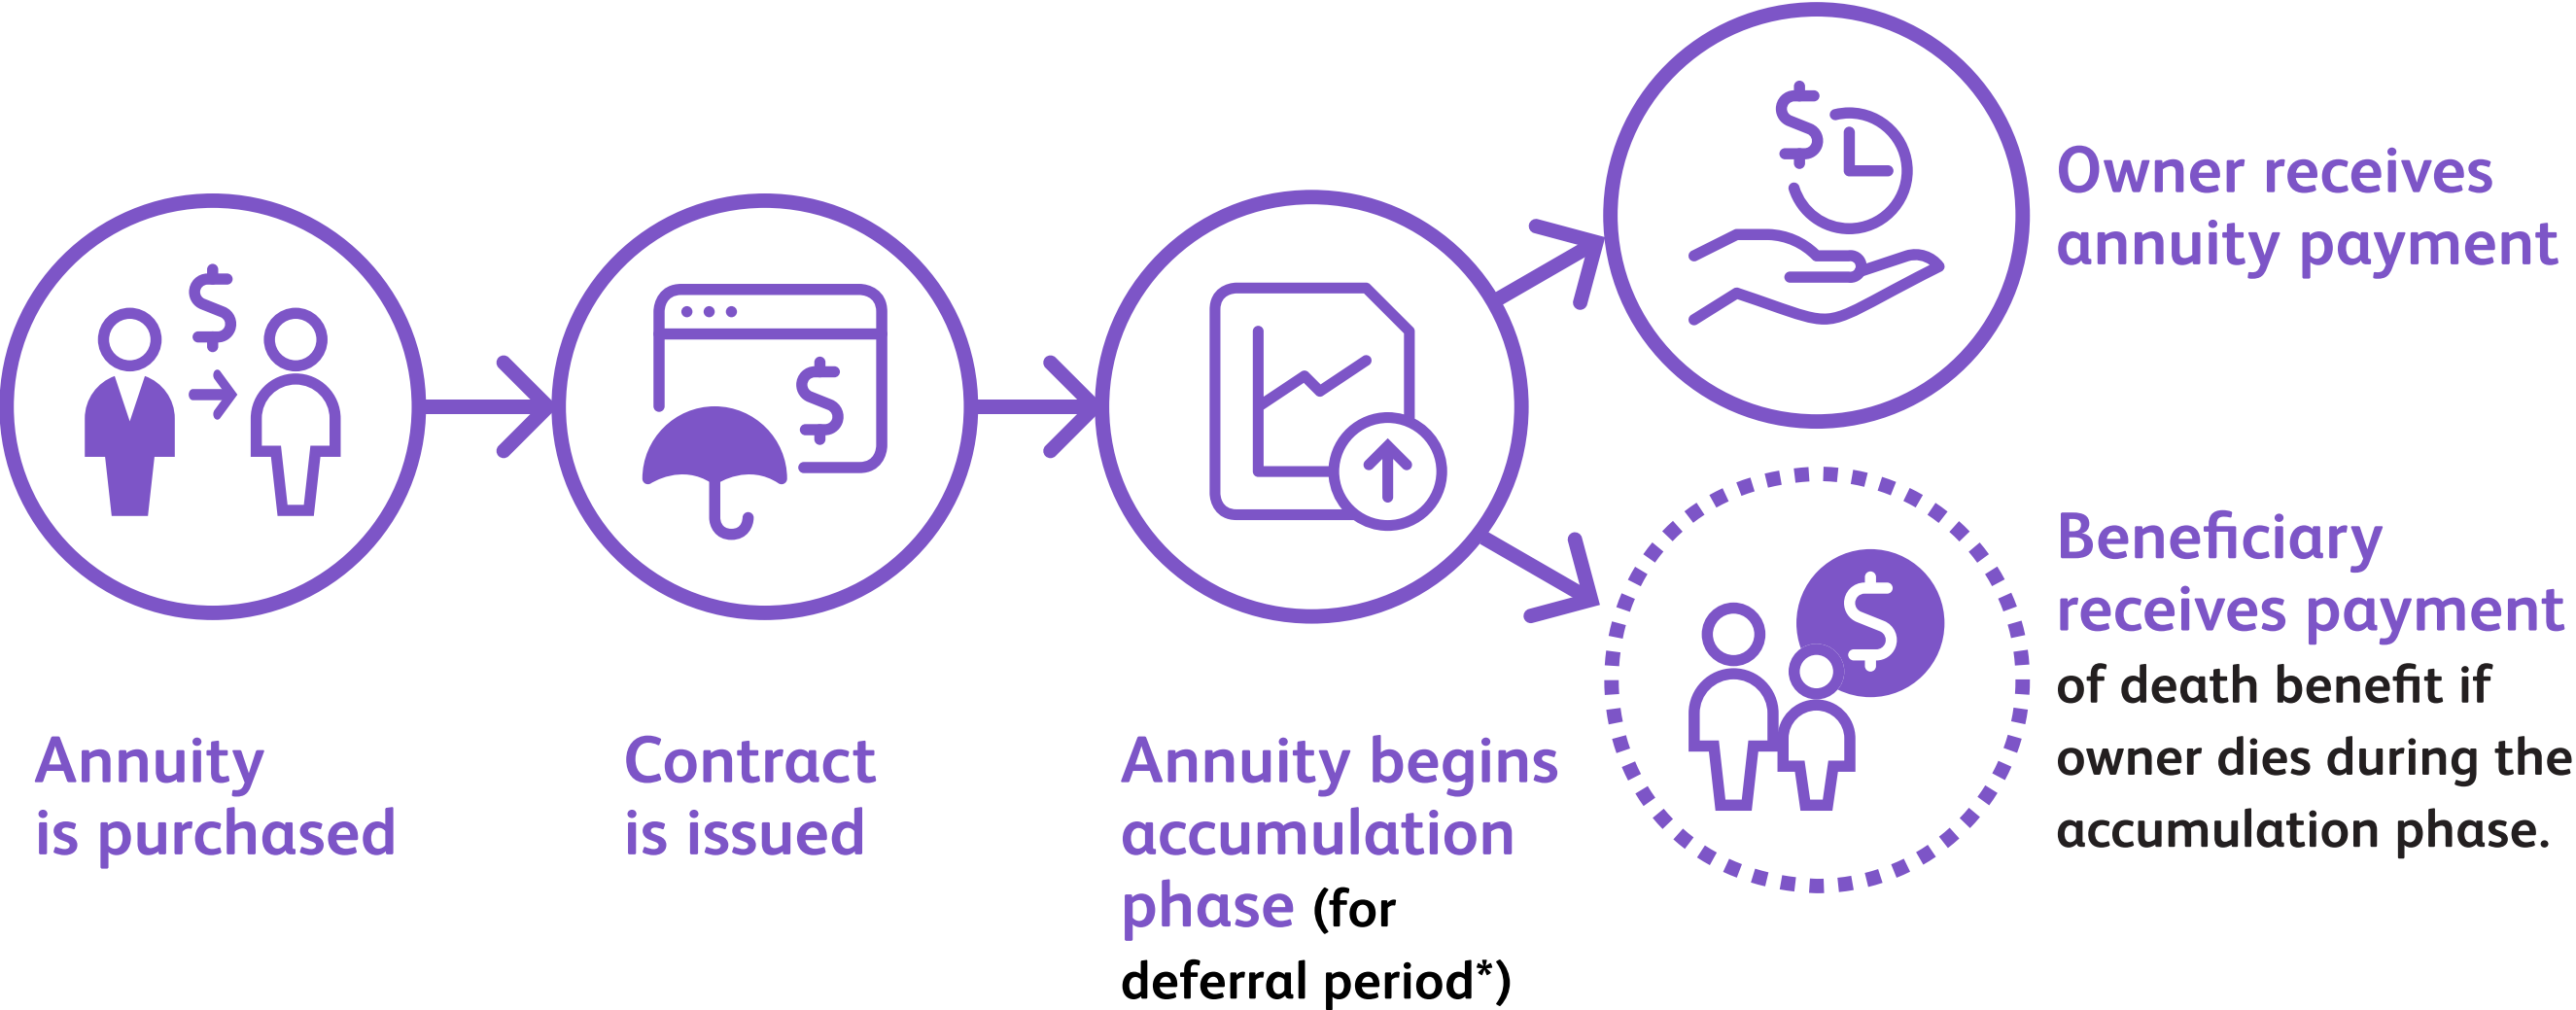 Annuity
is purchased
Contract
is issued
Annuity begins
accumulation
phase (for
deferral period*)
Owner receives
annuity payment
Beneficiary
receives payment
of death benefit if
owner dies during the
accumulation phase.
$
$
$
$